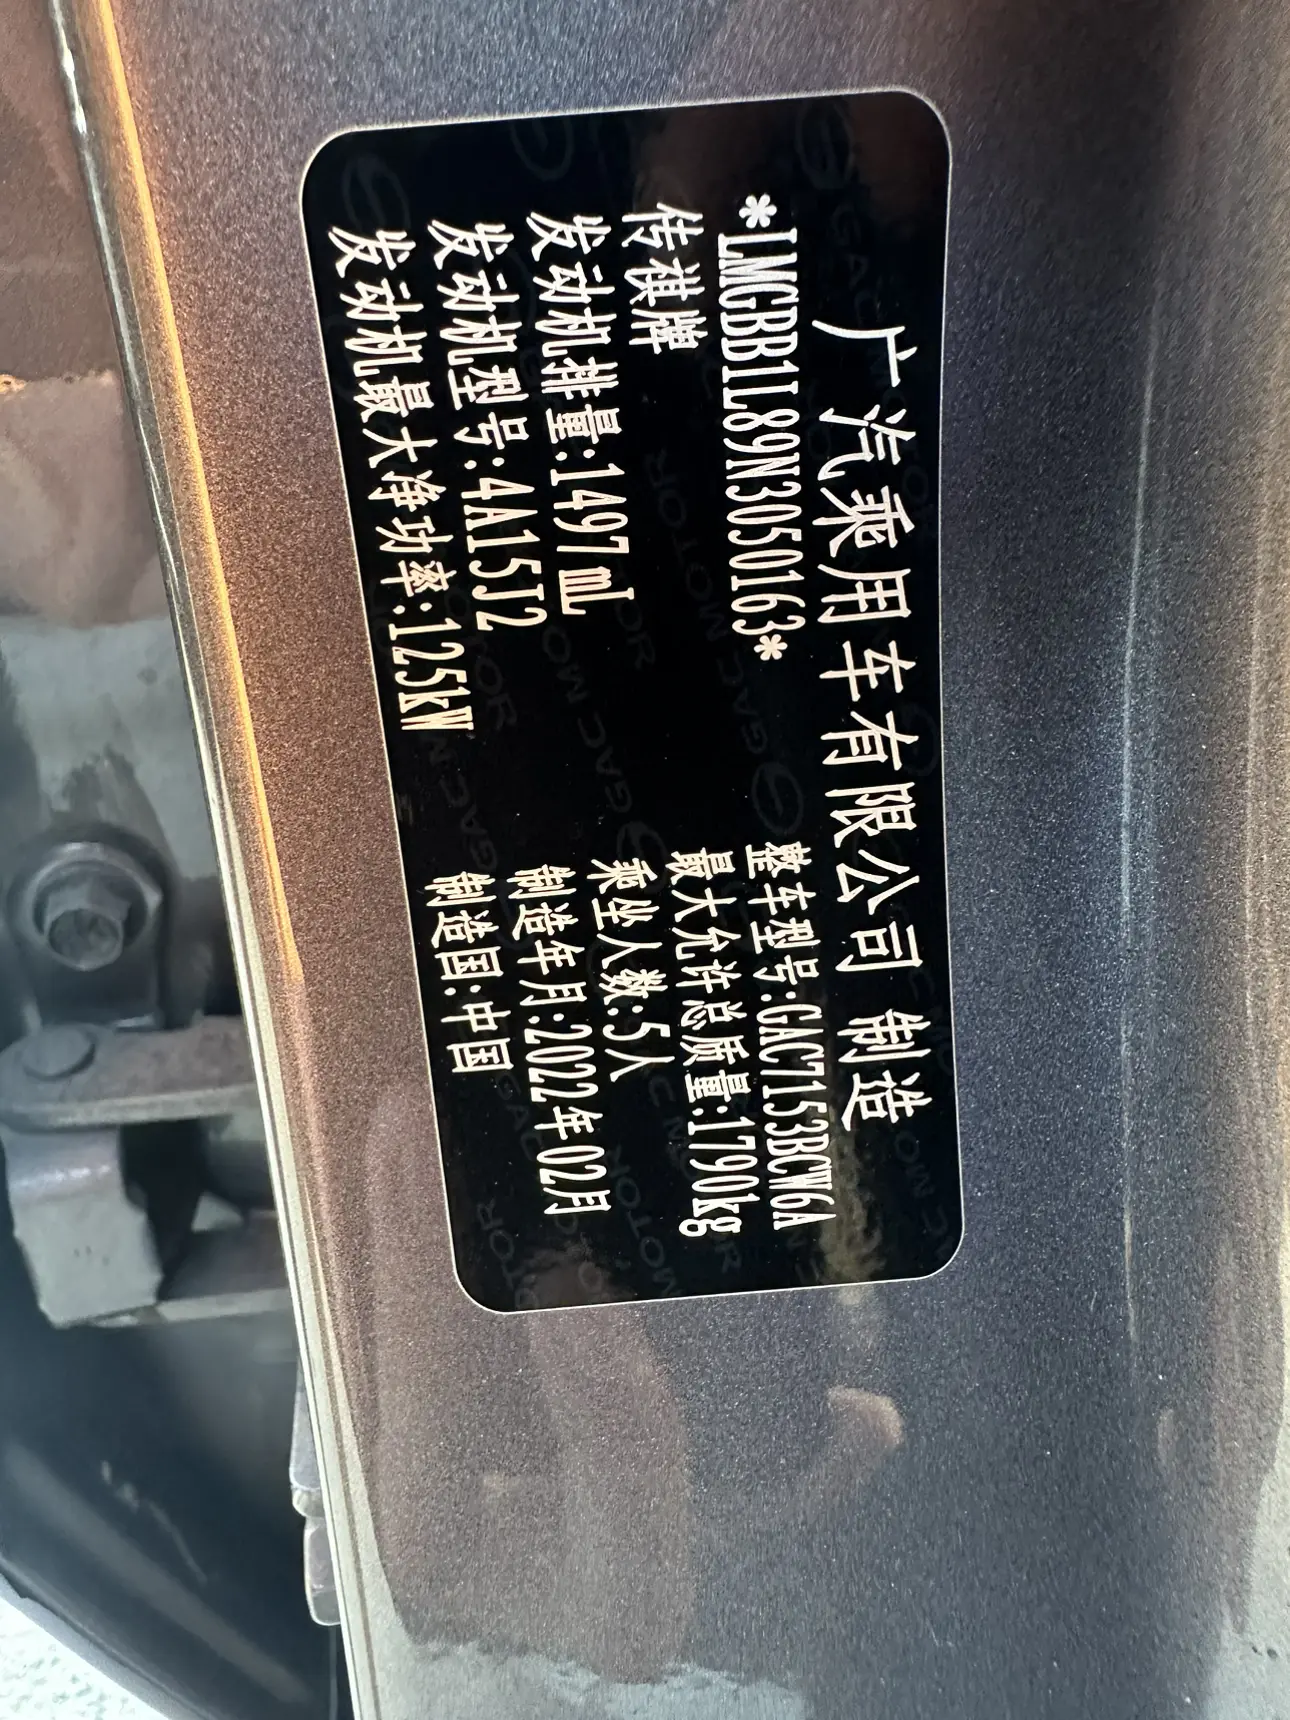 广汽乘用车有限公司 制造
*LMGBB1L89N3050163*
整车型号:GAC7153BCW6A
传祺牌
最大允许总质量:1790kg
发动机排量:1497mL
乘坐人数:5人
发动机型号:4A15J2
制造年月:2022年02月
发动机最大净功率:125kW
制造国:中国
GAC MOTOR